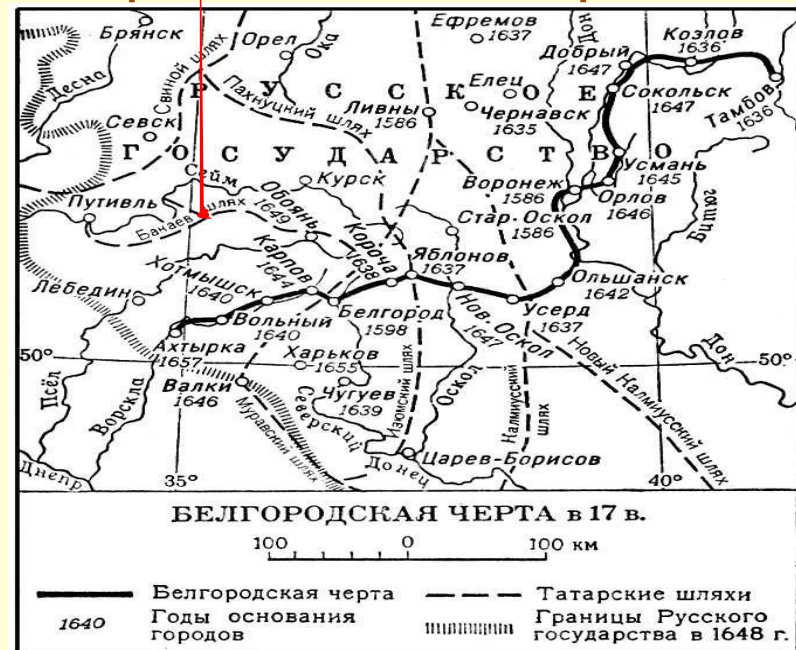 Брянск
Орел
Ока
Ефремов
1637
Дон
Козлов
1636
Добрый
1647
Десна
Свиной шлях
РУССКОЕ
Пахнуцкий шлях
Елец
Ливны
1586
Чернавск
1635
Сокольск
1647
Тамбов
1636
Севск
ГОСУДАРСТВО
Сейм
Курск
Воронеж
1586
Усмань
1645
Орлов
1646
Путивль
Бакаев шлях
Обоянь
1649
Стар. Оскол
1586
Битюг
Хотмышск
1640
Карпов
1644
Короча
1638
Яблонов
1637
Ольшанск
1642
Лебедин
Вольный
1640
Белгород
1598
Нов. Оскол
1647
Усерд
1637
Дон
50°
Ахтырка
1657
Харьков
1655
50°
Псёл
Ворскла
Валки
1646
Чугуев
1639
Муравский шлях
Северский
Донец
Изюмский шлях
Оскол
Калмиусский
шлях
Новый Калмиусский шлях
Царев-Борисов
Днепр
35°
40°
БЕЛГОРОДСКАЯ ЧЕРТА в 17 в.
100 0 100 км
Белгородская черта
Татарские шляхи
1640 Годы основания
городов
Границы Русского
государства в 1648 г.